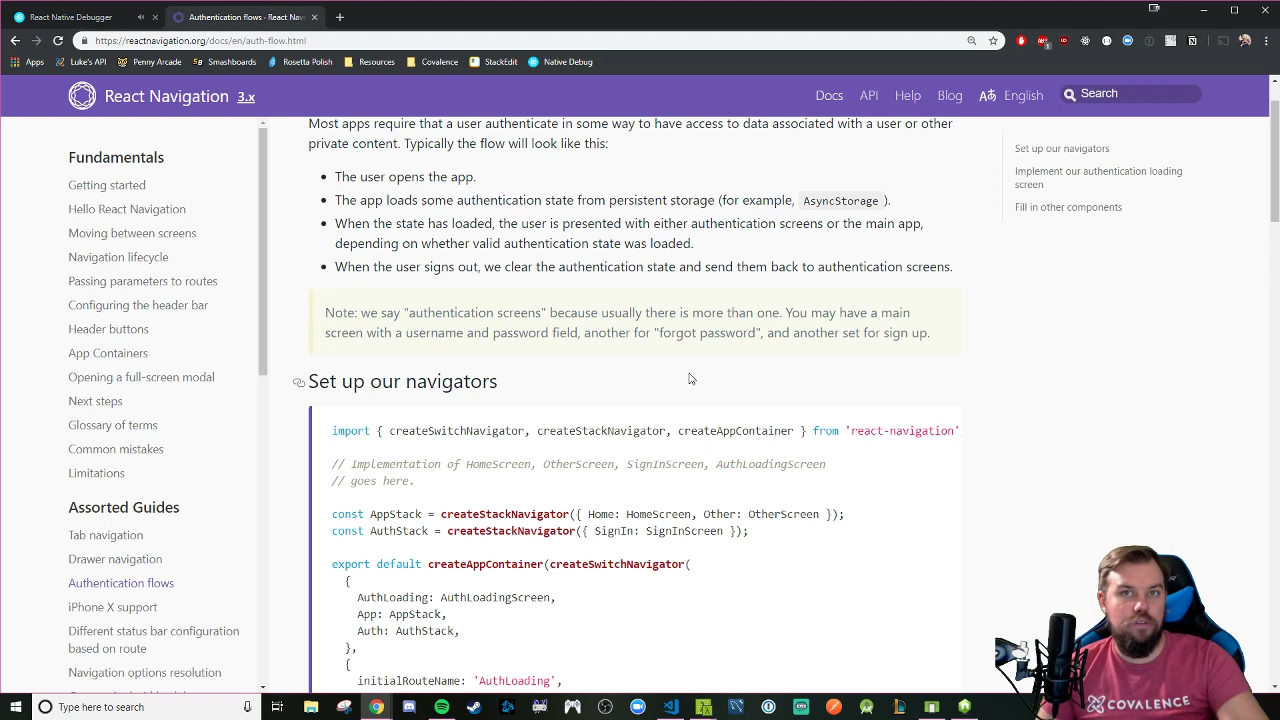 React Native Debugger
Authentication flows · React Navi
https://reactnavigation.org/docs/en/auth-flow.html
Apps
Luke's API
Penny Arcade
Smashboards
Rosetta Polish
Resources
Covalence
StackEdit
Native Debug
React Navigation 3.x
Docs
API
Help
Blog
English
Search
Fundamentals
Getting started
Hello React Navigation
Moving between screens
Navigation lifecycle
Passing parameters to routes
Configuring the header bar
Header buttons
App Containers
Opening a full-screen modal
Next steps
Glossary of terms
Common mistakes
Limitations
Assorted Guides
Tab navigation
Drawer navigation
Authentication flows
iPhone X support
Different status bar configuration
based on route
Navigation options resolution
Most apps require that a user authenticate in some way to have access to data associated with a user or other
private content. Typically the flow will look like this:
• The user opens the app.
• The app loads some authentication state from persistent storage (for example, AsyncStorage ).
• When the state has loaded, the user is presented with either authentication screens or the main app,
depending on whether valid authentication state was loaded.
• When the user signs out, we clear the authentication state and send them back to authentication screens.
Note: we say "authentication screens" because usually there is more than one. You may have a main
screen with a username and password field, another for "forgot password", and another set for sign up.
Set up our navigators
import { createSwitchNavigator, createStackNavigator, createAppContainer } from 'react-navigation'
// Implementation of HomeScreen, OtherScreen, SignInScreen, AuthLoadingScreen
// goes here.
const AppStack = createStackNavigator({ Home: HomeScreen, Other: OtherScreen });
const AuthStack = createStackNavigator({ SignIn: SignInScreen });
export default createAppContainer(createSwitchNavigator(
{
AuthLoading: AuthLoadingScreen,
App: AppStack,
Auth: AuthStack,
},
{
initialRouteName: 'AuthLoading',
Set up our navigators
Implement our authentication loading
screen
Fill in other components
COVALENCE
Type here to search